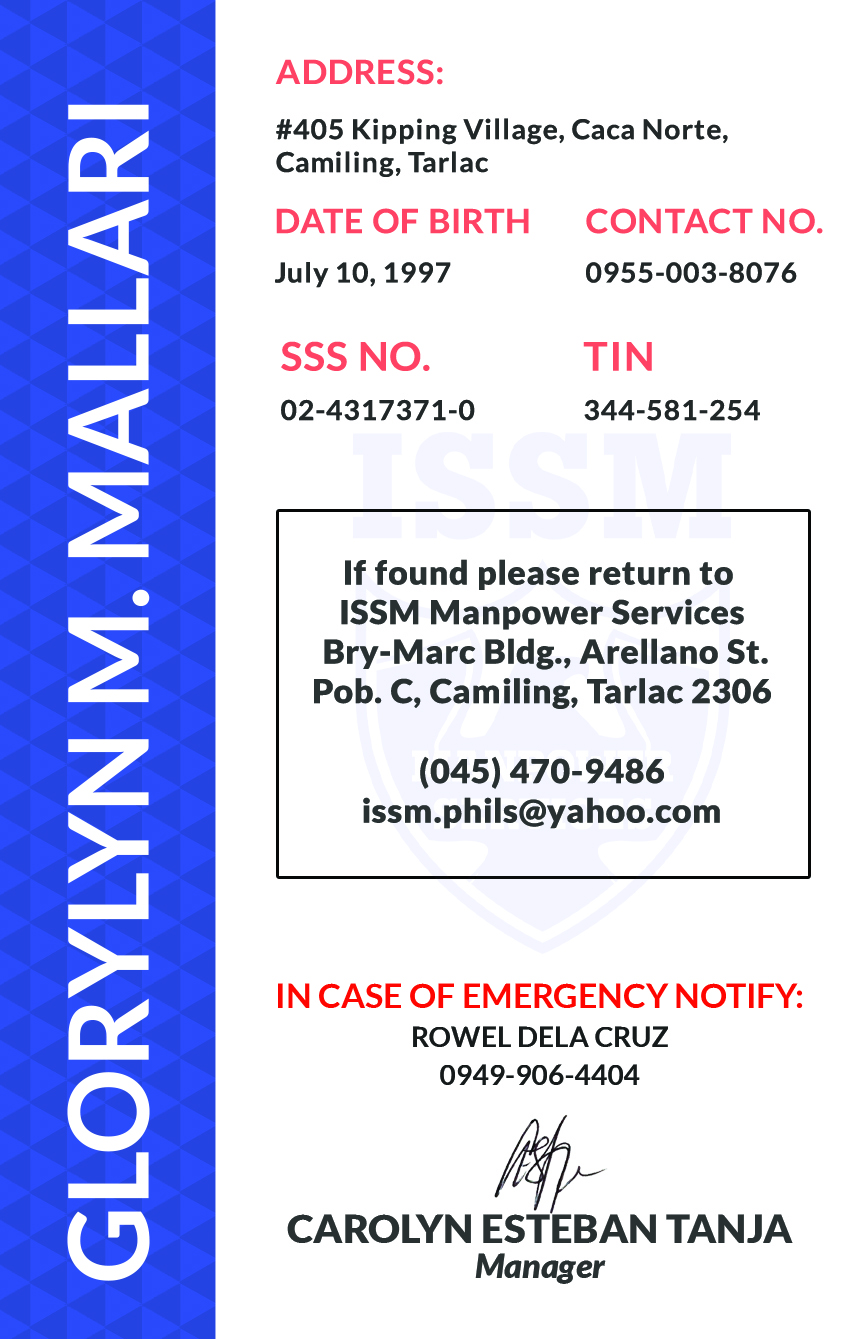 GLORYLYN M. MALLARI
ADDRESS:
#405 Kipping Village, Caca Norte,
Camiling, Tarlac
DATE OF BIRTH
July 10, 1997
CONTACT NO.
0955-003-8076
SSS NO.
02-4317371-0
TIN
344-581-254
ISSM
If found please return to
ISSM Manpower Services
Bry-Marc Bldg., Arellano St.
Pob. C, Camiling, Tarlac 2306
(045) 470-9486
issm.phils@yahoo.com
MANPOWER
SERVICES
IN CASE OF EMERGENCY NOTIFY:
ROWEL DELA CRUZ
0949-906-4404
CAROLYN ESTEBAN TANJA
Manager